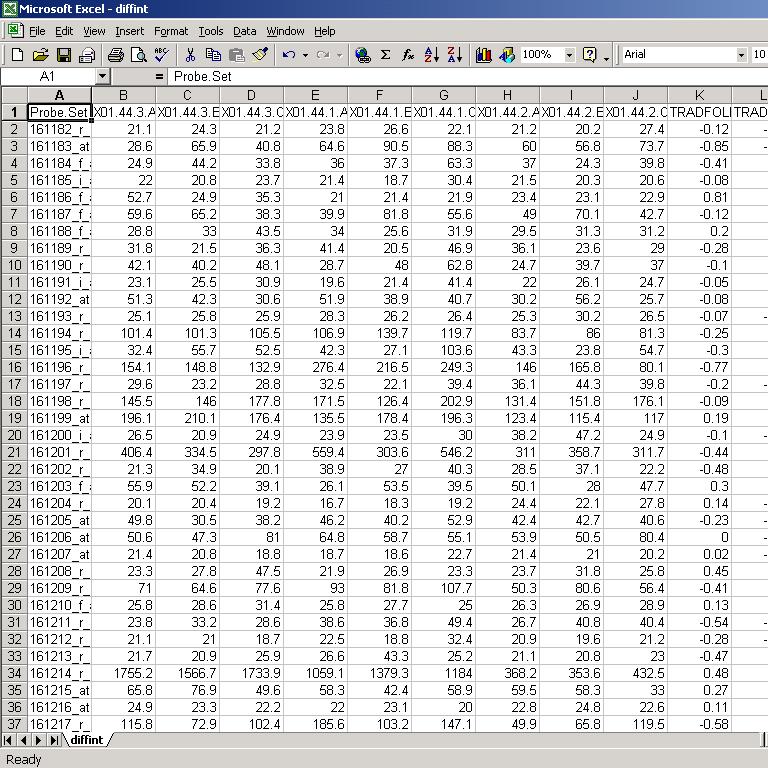 Microsoft Excel - diffint
File Edit View Insert Format Tools Data Window Help
100% Arial 10
A1 = Probe.Set
A B C D E F G H I J K L
1 Probe.Set X01.44.3.A X01.44.3.E X01.44.3.C X01.44.1.A X01.44.1.E X01.44.1.C X01.44.2.A X01.44.2.E X01.44.2.C TRADFOLI TRAD
2 161182_r_ 21.1 24.3 21.2 23.8 26.6 22.1 21.2 20.2 27.4 -0.12 -
3 161183_at 28.6 65.9 40.8 64.6 90.5 88.3 60 56.8 73.7 -0.85 -
4 161184_f_ 24.9 44.2 33.8 36 37.3 63.3 37 24.3 39.8 -0.41
5 161185_i_ 22 20.8 23.7 21.4 18.7 30.4 21.5 20.3 20.6 -0.08 -
6 161186_f_ 52.7 24.9 35.3 21 21.4 21.9 23.4 23.1 22.9 0.81
7 161187_f_ 59.6 65.2 38.3 39.9 81.8 55.6 49 70.1 42.7 -0.12 -
8 161188_f_ 28.8 33 43.5 34 25.6 31.9 29.5 31.3 31.2 0.2
9 161189_r_ 31.8 21.5 36.3 41.4 20.5 46.9 36.1 23.6 29 -0.28 -
10 161190_r_ 42.1 40.2 48.1 28.7 48 62.8 24.7 39.7 37 -0.1
11 161191_i_ 23.1 25.5 30.9 19.6 21.4 41.4 22 26.1 24.7 -0.05 -
12 161192_at 51.3 42.3 30.6 51.9 38.9 40.7 30.2 56.2 25.7 -0.08 -
13 161193_r_ 25.1 25.8 25.9 28.3 26.2 26.4 25.3 30.2 26.5 -0.07 -
14 161194_r_ 101.4 101.3 105.5 106.9 139.7 119.7 83.7 86 81.3 -0.25
15 161195_i_ 32.4 55.7 52.5 42.3 27.1 103.6 43.3 23.8 54.7 -0.3
16 161196_r_ 154.1 148.8 132.9 276.4 216.5 249.3 146 165.8 80.1 -0.77
17 161197_r_ 29.6 23.2 28.8 32.5 22.1 39.4 36.1 44.3 39.8 -0.2 -
18 161198_r_ 145.5 146 177.8 171.5 126.4 202.9 131.4 151.8 176.1 -0.09
19 161199_at 196.1 210.1 176.4 135.5 178.4 196.3 123.4 115.4 117 0.19
20 161200_i_ 26.5 20.9 24.9 23.9 23.5 30 38.2 47.2 24.9 -0.1 -
21 161201_r_ 406.4 334.5 297.8 559.4 303.6 546.2 311 358.7 311.7 -0.44
22 161202_r_ 21.3 34.9 20.1 38.9 27 40.3 28.5 37.1 22.2 -0.48
23 161203_f_ 55.9 52.2 39.1 26.1 53.5 39.5 50.1 28 47.7 0.3
24 161204_r_ 20.1 20.4 19.2 16.7 18.3 19.2 24.4 22.1 27.8 0.14 -
25 161205_at 49.8 30.5 38.2 46.2 40.2 52.9 42.4 42.7 40.6 -0.23 -
26 161206_at 50.6 47.3 81 64.8 58.7 55.1 53.9 50.5 80.4 0 -
27 161207_at 21.4 20.8 18.8 18.7 18.6 22.7 21.4 21 20.2 0.02 -
28 161208_r_ 23.3 27.8 47.5 21.9 26.9 23.3 23.7 31.8 25.8 0.45
29 161209_r_ 71 64.6 77.6 93 81.8 107.7 50.3 80.6 56.4 -0.41
30 161210_f_ 25.8 28.6 31.4 25.8 27.7 25 26.3 26.9 28.9 0.13
31 161211_r_ 23.8 33.2 28.6 38.6 36.8 49.4 26.7 40.8 40.4 -0.54 -
32 161212_r_ 21.1 21 18.7 22.5 18.8 32.4 20.9 19.6 21.2 -0.28 -
33 161213_r_ 21.7 20.9 25.9 26.6 43.3 25.2 21.1 20.8 23 -0.47
34 161214_r_ 1755.2 1566.7 1733.9 1059.1 1379.3 1184 368.2 353.6 432.5 0.48
35 161215_at 65.8 76.9 49.6 58.3 42.4 58.9 59.5 58.3 33 0.27
36 161216_at 24.9 23.3 22.2 22 23.1 20 22.8 24.8 22.6 0.11
37 161217_r_ 115.8 72.9 102.4 185.6 103.2 147.1 49.9 65.8 119.5 -0.58
diffint
Ready